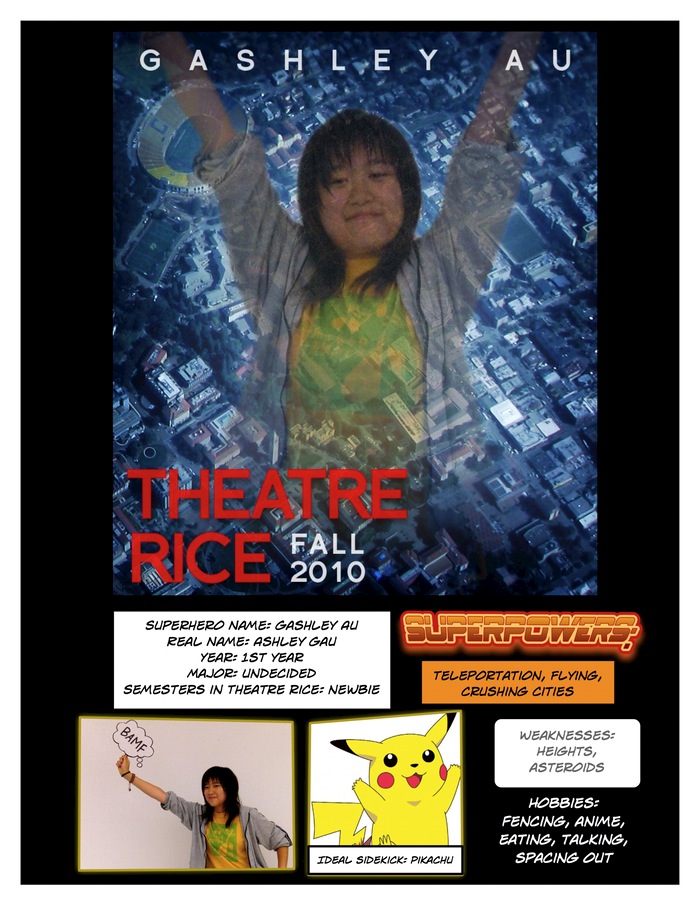 GASHLEY AU
THEATRE
RICE FALL
2010
SUPERHERO NAME: GASHLEY AU
REAL NAME: ASHLEY GAU
YEAR: 1ST YEAR
MAJOR: UNDECIDED
SEMESTERS IN THEATRE RICE: NEWBIE
SUPERPOWERS:
TELEPORTATION, FLYING,
CRUSHING CITIES
BAMF
IDEAL SIDEKICK: PIKACHU
WEAKNESSES:
HEIGHTS,
ASTEROIDS
HOBBIES:
FENCING, ANIME,
EATING, TALKING,
SPACING OUT